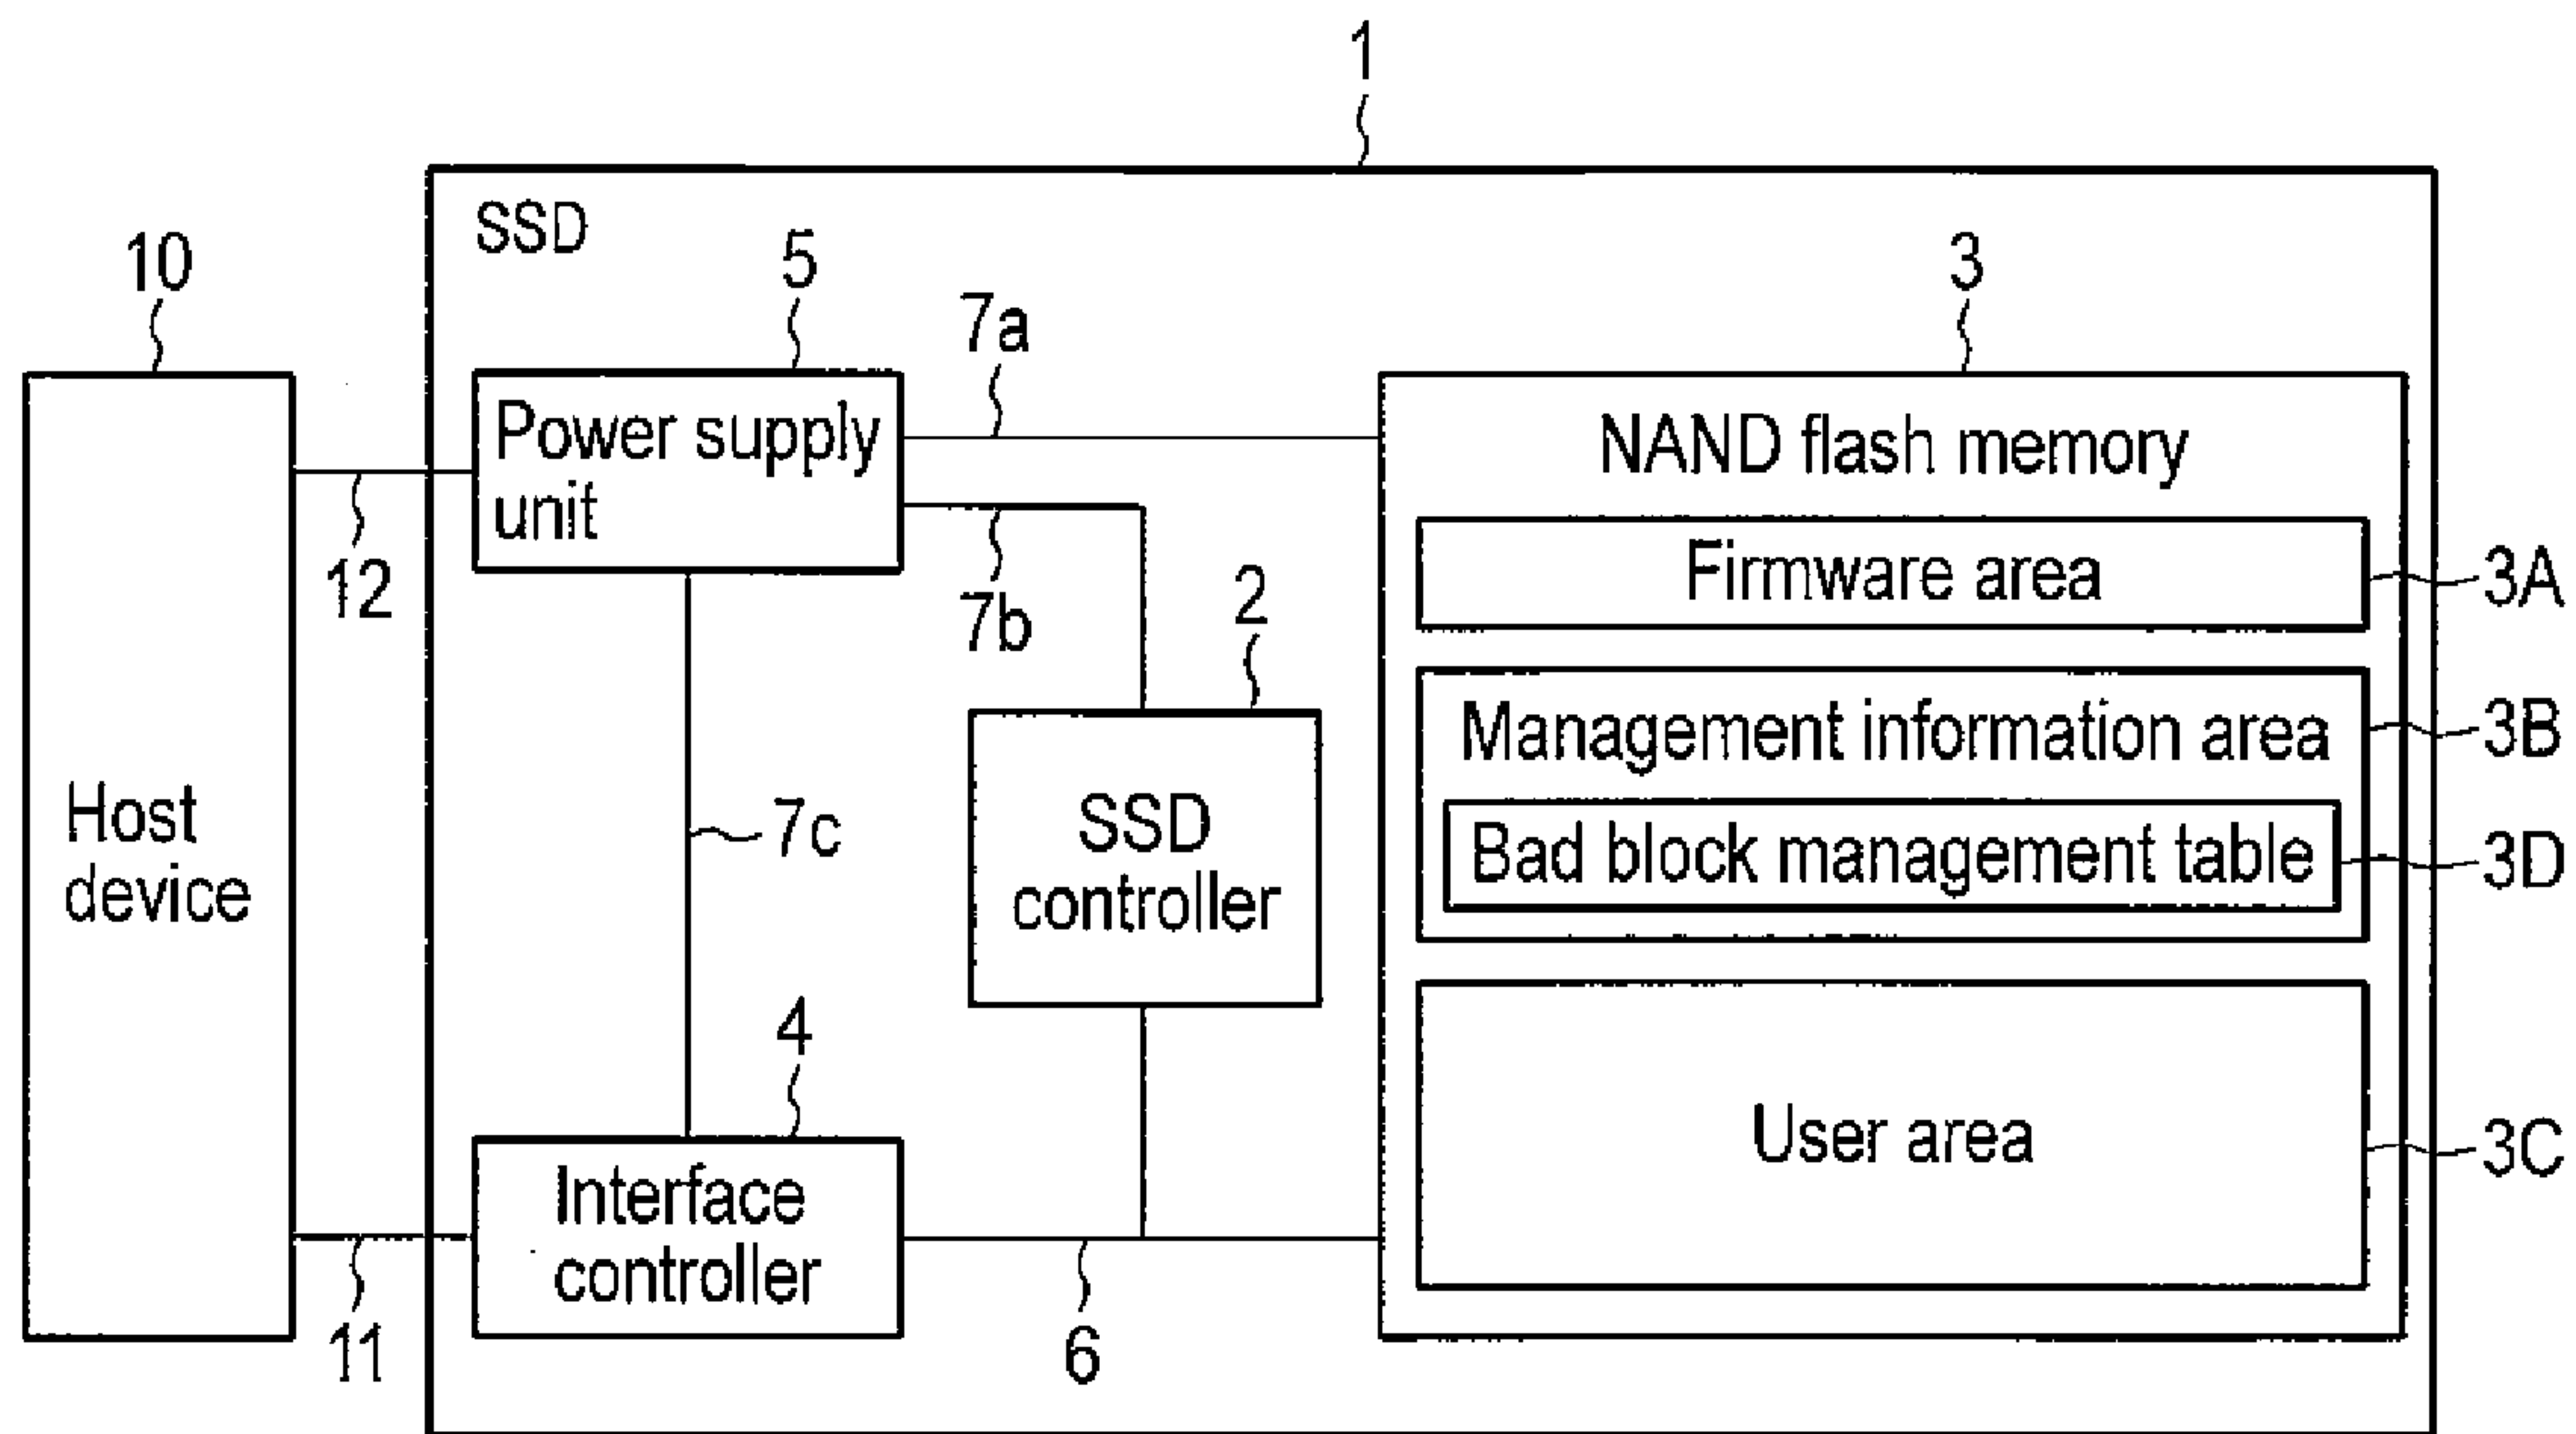 1
SSD
10
5
7a
3
Power supply
unit
NAND flash memory
12
7b
2
Firmware area
3A
Management information area
3B
Host
device
7c
SSD
controller
Bad block management table
3D
4
Interface
controller
User area
3C
11
6